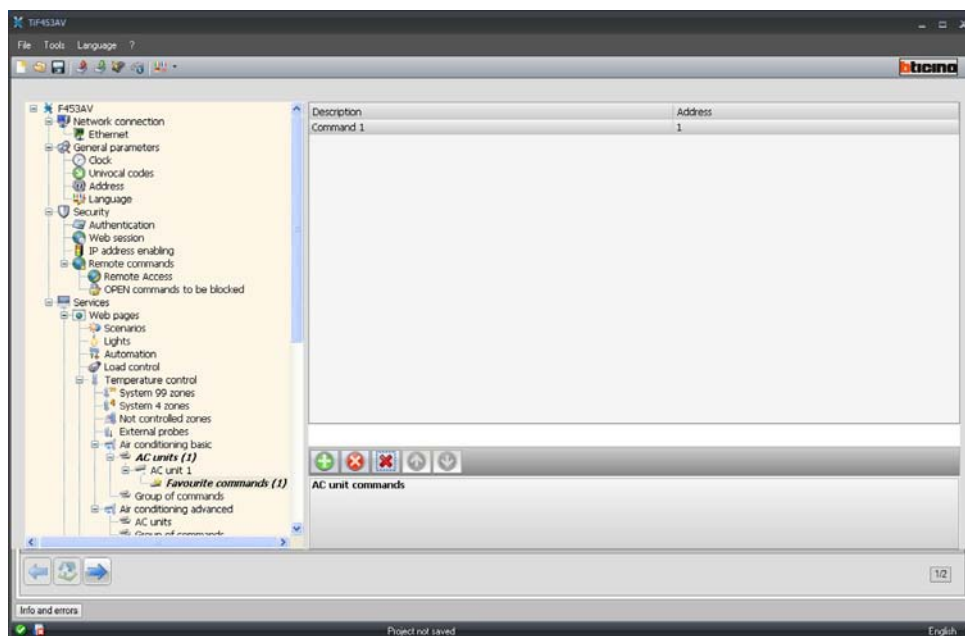 TiF453AV
File Tools Language ?
bticino
F453AV
Network connection
Ethernet
General parameters
Clock
Univocal codes
Address
Language
Security
Authentication
Web session
IP address enabling
Remote commands
Remote Access
OPEN commands to be blocked
Services
Web pages
Scenarios
Lights
Automation
Load control
Temperature control
System 99 zones
System 4 zones
Not controlled zones
External probes
Air conditioning basic
AC units (1)
AC unit 1
Favourite commands (1)
Group of commands
Air conditioning advanced
AC units
Group of commands
Description Address
Command 1 1
AC unit commands
1/2
Info and errors
Project not saved English